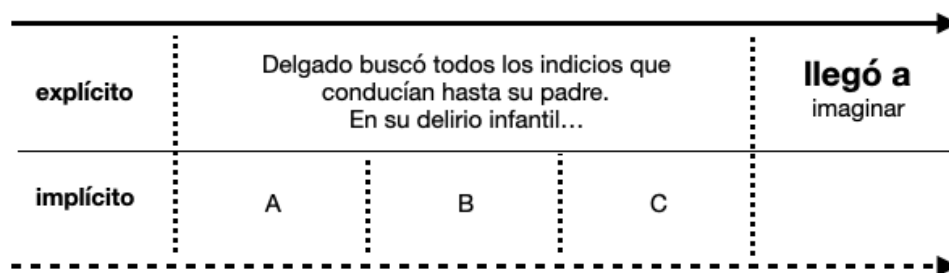 explícito
Delgado buscó todos los indicios que
conducían hasta su padre.
En su delirio infantil…
llegó a
imaginar
implícito
A
B
C